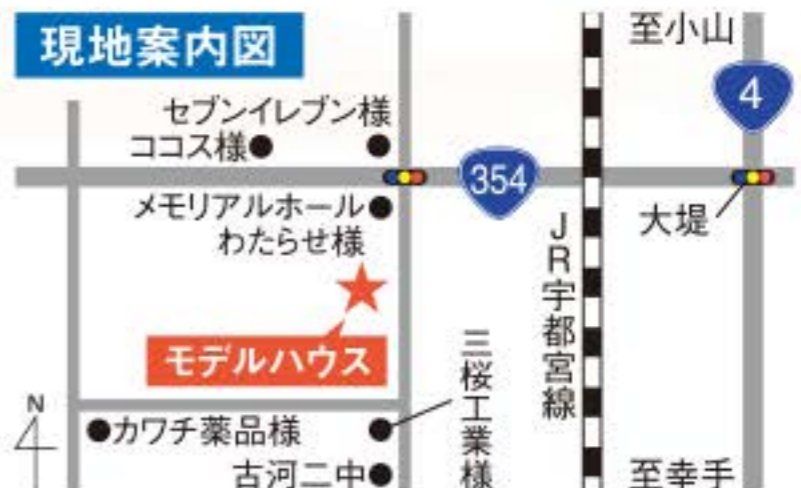 現地案内図
至小山
4
セブンイレブン様
ココス様
354
メモリアルホール
わたらせ様
大堤
JR宇都宮線
モデルハウス
三桜工業様
N
カワチ薬品様
古河二中
至幸手